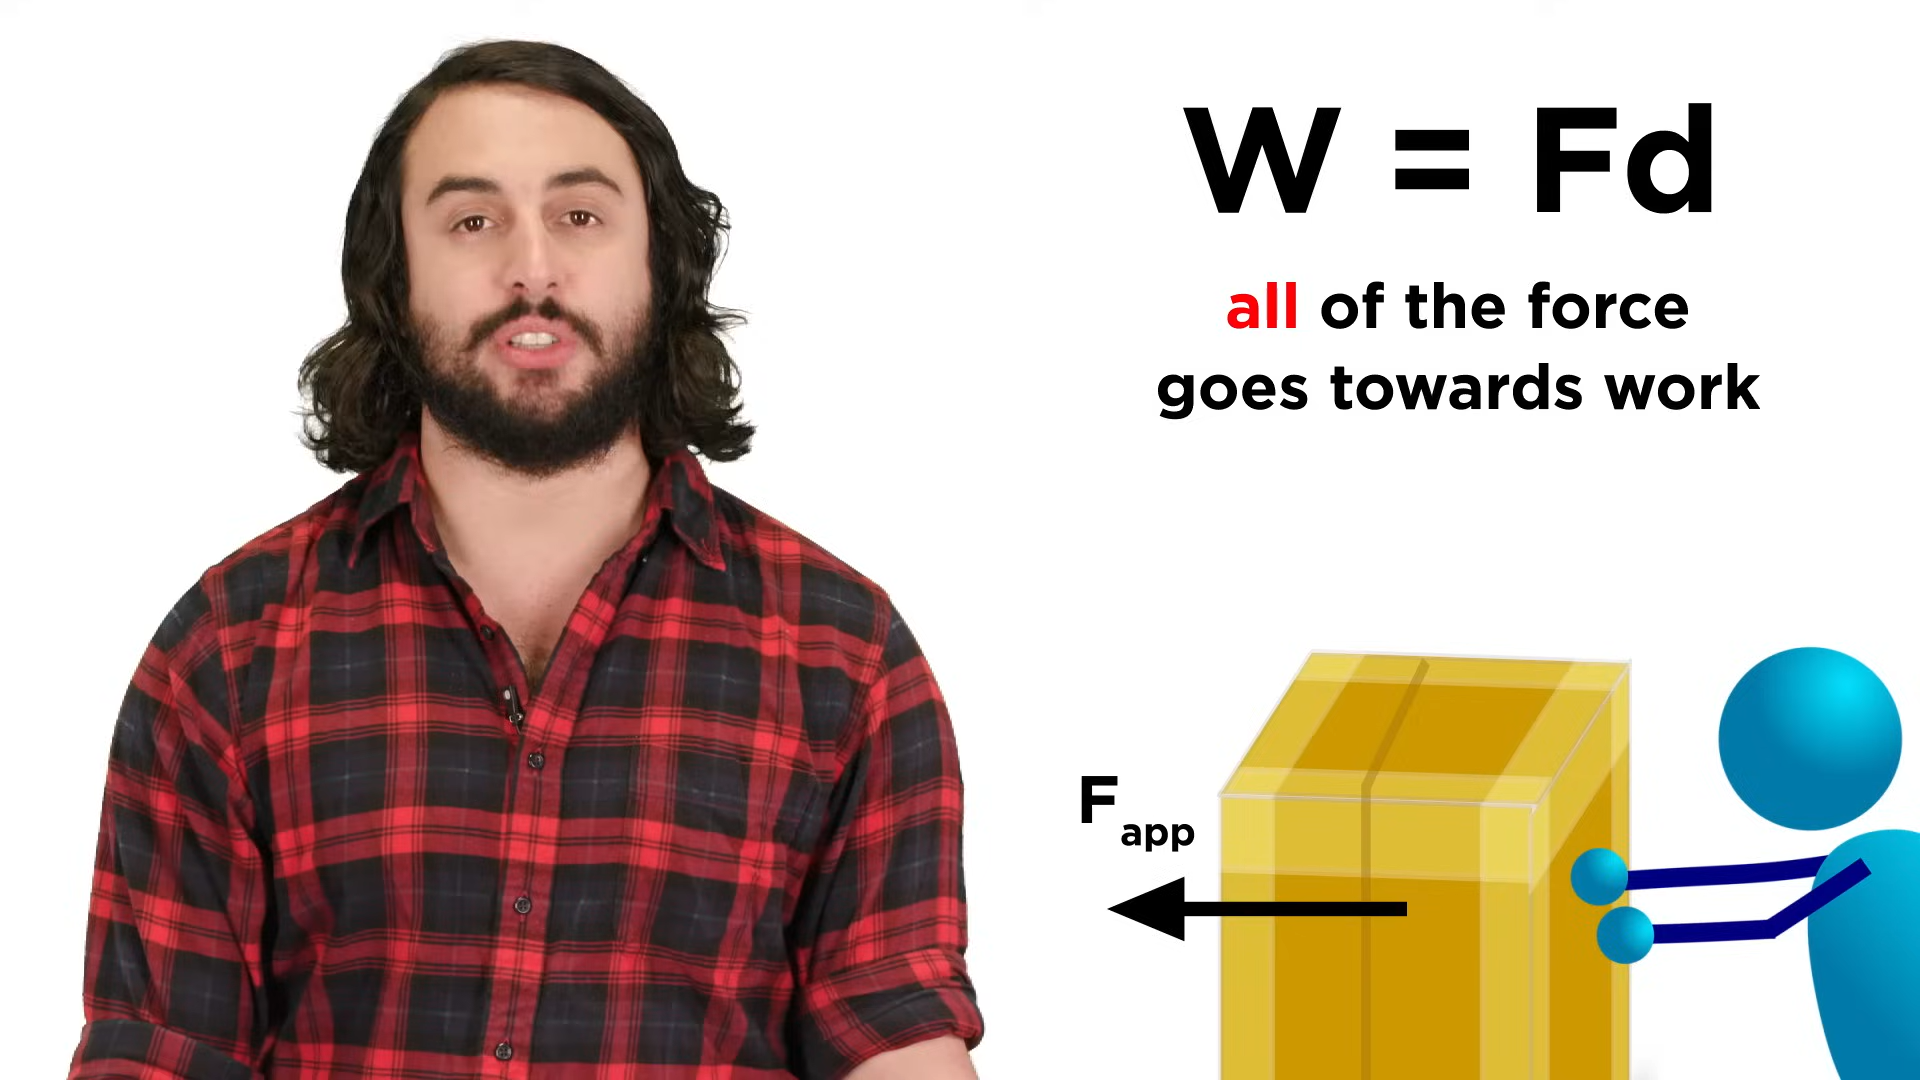 W = Fd
all of the force
goes towards work
F app